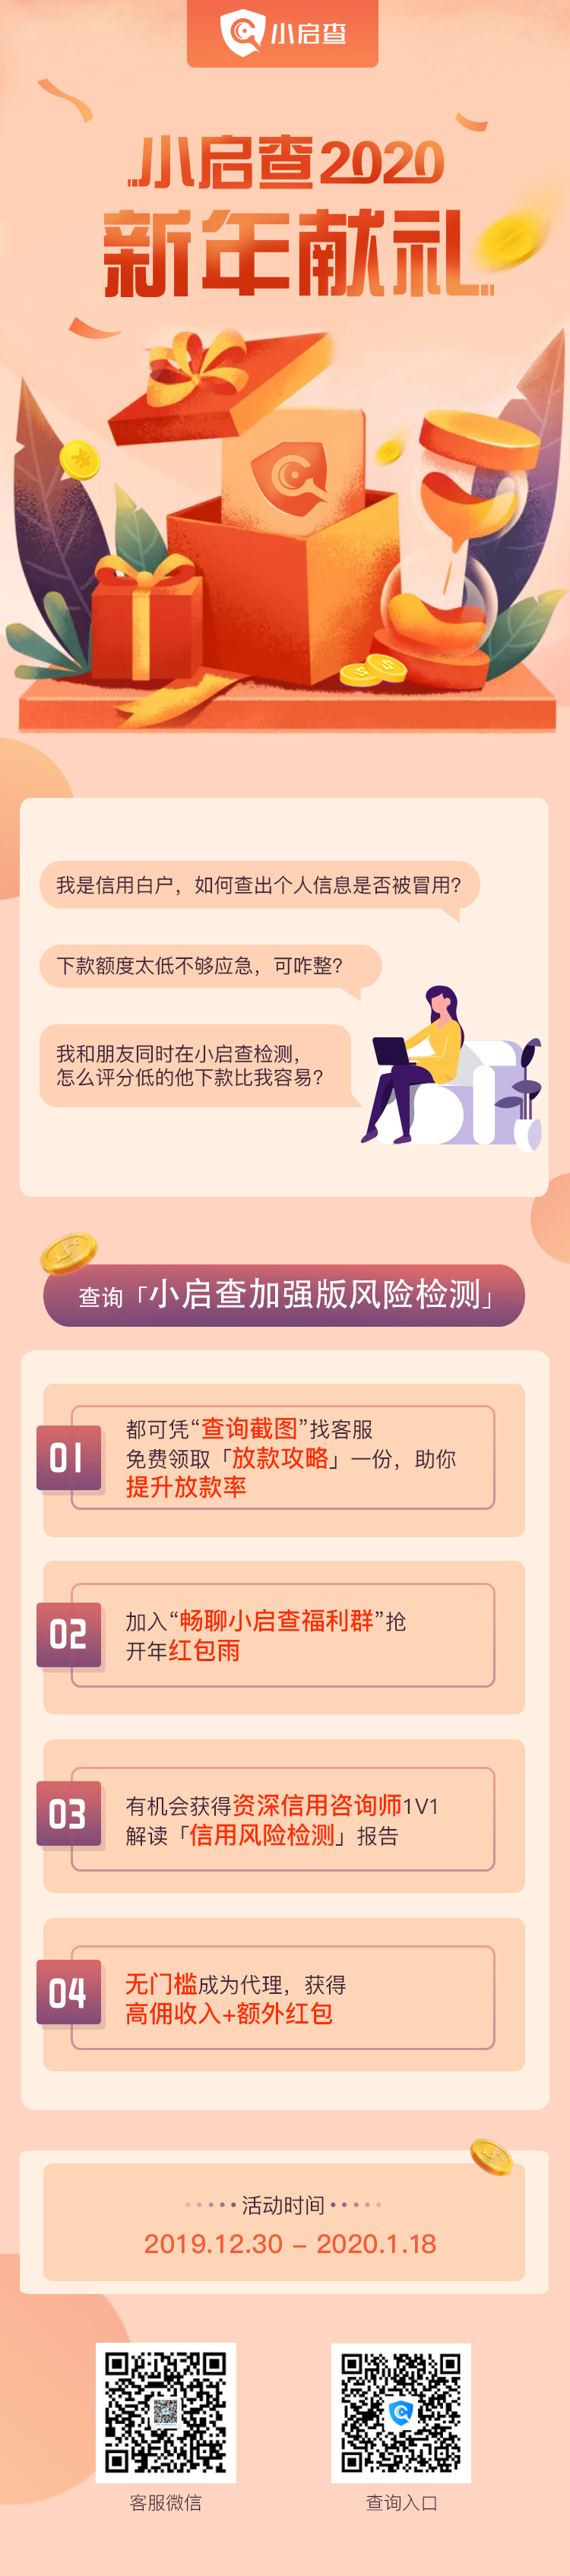 小启查
小启查2020
新年献礼
我是信用白户，如何查出个人信息是否被冒用？
下款额度太低不够应急，可咋整？
我和朋友同时在小启查检测，
怎么评分低的他下款比我容易？
查询「小启查加强版风险检测」
01
都可凭“查询截图”找客服
免费领取「放款攻略」一份，助你
提升放款率
02
加入“畅聊小启查福利群”抢
开年红包雨
03
有机会获得资深信用咨询师1V1
解读「信用风险检测」报告
04
无门槛成为代理，获得
高佣收入+额外红包
活动时间
2019.12.30 – 2020.1.18
客服微信
查询入口